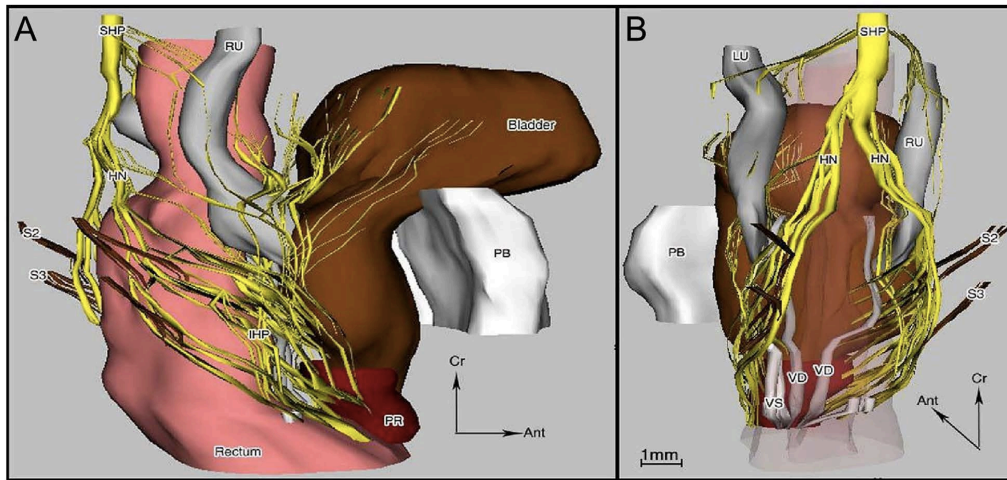 A
SHP
RU
Bladder
HN
S2
S3
PB
IHP
Cr
Ant
PR
Rectum
B
SHP
LU
RU
HN
HN
S2
PB
S3
VD
VD
VS
Cr
Ant
1mm